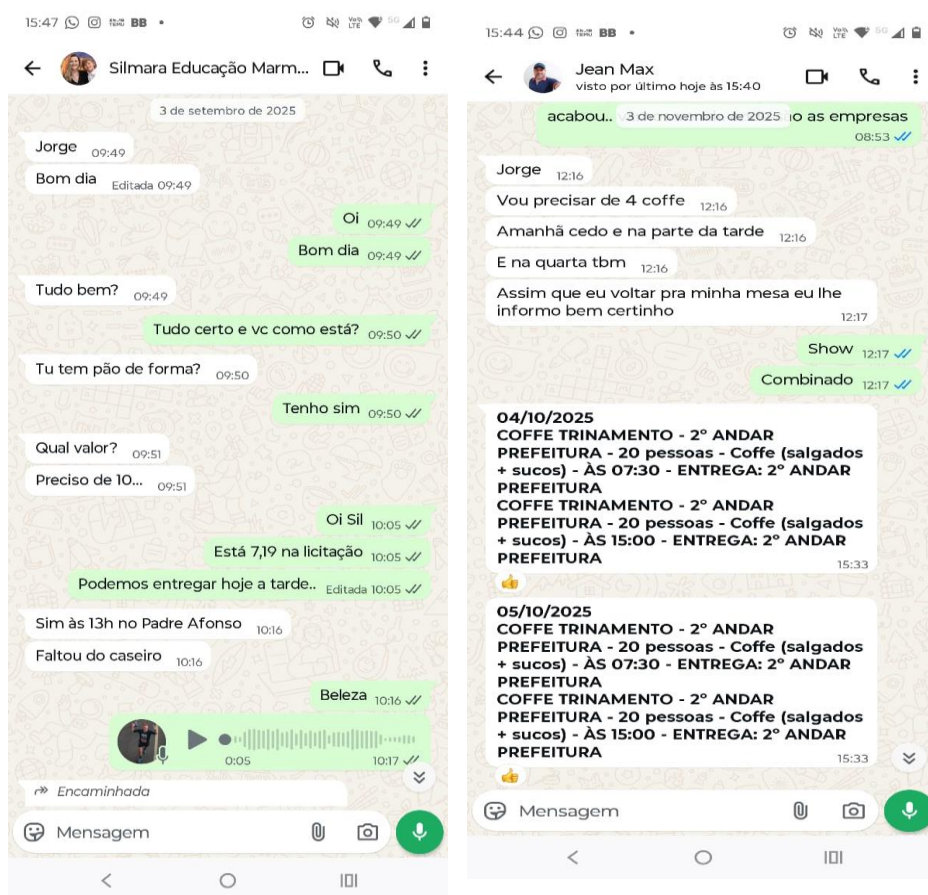 15:47 BB
Silmara Educação Marm...
3 de setembro de 2025
Jorge 09:49
Bom dia Editada 09:49
Oi 09:49
Bom dia 09:49
Tudo bem? 09:49
Tudo certo e vc como está? 09:50
Tu tem pão de forma? 09:50
Tenho sim 09:50
Qual valor? 09:51
Preciso de 10... 09:51
Oi Sil 10:05
Está 7,19 na licitação 10:05
Podemos entregar hoje a tarde.. Editada 10:05
Sim às 13h no Padre Afonso 10:16
Faltou do caseiro 10:16
Beleza 10:16
0:05 10:17
Encaminhada
Mensagem
15:44 BB
Jean Max
visto por último hoje às 15:40
acabou.. 3 de novembro de 2025 o as empresas
08:53
Jorge 12:16
Vou precisar de 4 coffe 12:16
Amanhã cedo e na parte da tarde 12:16
E na quarta tbm 12:16
Assim que eu voltar pra minha mesa eu lhe
informo bem certinho 12:17
Show 12:17
Combinado 12:17
04/10/2025
COFFE TRINAMENTO - 2º ANDAR
PREFEITURA - 20 pessoas - Coffe (salgados
+ sucos) - ÀS 07:30 - ENTREGA: 2º ANDAR
PREFEITURA
COFFE TRINAMENTO - 2º ANDAR
PREFEITURA - 20 pessoas - Coffe (salgados
+ sucos) - ÀS 15:00 - ENTREGA: 2º ANDAR
PREFEITURA 15:33
05/10/2025
COFFE TRINAMENTO - 2º ANDAR
PREFEITURA - 20 pessoas - Coffe (salgados
+ sucos) - ÀS 07:30 - ENTREGA: 2º ANDAR
PREFEITURA
COFFE TRINAMENTO - 2º ANDAR
PREFEITURA - 20 pessoas - Coffe (salgados
+ sucos) - ÀS 15:00 - ENTREGA: 2º ANDAR
PREFEITURA 15:33
Mensagem